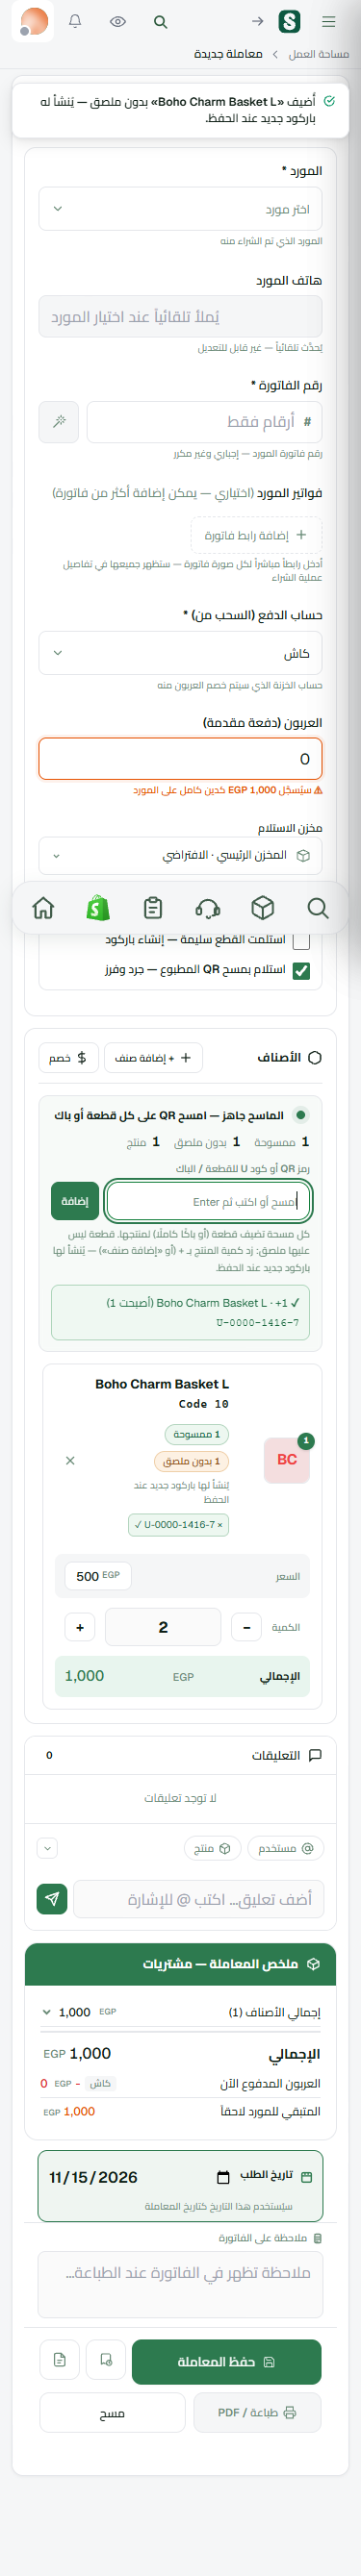 مساحة العمل
معاملة جديدة
أُضيف «Boho Charm Basket L» بدون ملصق — يُنشأ له
باركود جديد عند الحفظ.
المورد *
اختر مورد
المورد الذي تم الشراء منه
هاتف المورد
يُملأ تلقائياً عند اختيار المورد
يُحدَّث تلقائياً — غير قابل للتعديل
رقم الفاتورة *
# أرقام فقط
رقم فاتورة المورد — إجباري وغير مكرر
فواتير المورد (اختياري — يمكن إضافة أكثر من فاتورة)
+ إضافة رابط فاتورة
أدخل رابطاً مباشراً لكل صورة فاتورة — ستظهر جميعها في تفاصيل
عملية الشراء
حساب الدفع (السحب من) *
كاش
حساب الخزنة الذي سيتم خصم العربون منه
العربون (دفعة مقدمة)
0
⚠ سيُسجَّل EGP 1,000 كدين كامل على المورد
مخزن الاستلام
المخزن الرئيسي · الافتراضي
استلمت القطع سليمة — إنشاء باركود
استلام بمسح QR المطبوع — جرد وفرز
الأصناف
+ إضافة صنف
خصم
الماسح جاهز — امسح QR على كل قطعة أو باك
1 ممسوحة 1 بدون ملصق 1 منتج
رمز QR أو كود U للقطعة / الباك
امسح أو اكتب ثم Enter
إضافة
كل مسحة تضيف قطعة (أو باكًا كاملًا) لمنتجها. قطعة ليس
عليها ملصق: زد كمية المنتج بـ + (أو «إضافة صنف») — يُنشأ لها
باركود جديد عند الحفظ.
✓ Boho Charm Basket L · +1 (أصبحت 1)
U-0000-1416-7
Boho Charm Basket L
Code 10
1
BC
1 ممسوحة
1 بدون ملصق
يُنشأ لها باركود جديد عند
الحفظ
✓ U-0000-1416-7 ×
السعر
500 EGP
الكمية
− 2 +
الإجمالي EGP 1,000
التعليقات
0
لا توجد تعليقات
مستخدم
منتج
أضف تعليق... اكتب @ للإشارة
ملخص المعاملة — مشتريات
إجمالي الأصناف (1) EGP 1,000
الإجمالي EGP 1,000
العربون المدفوع الآن كاش - EGP 0
المتبقي للمورد لاحقاً EGP 1,000
تاريخ الطلب
11/15/2026
سيُستخدم هذا التاريخ كتاريخ المعاملة
ملاحظة على الفاتورة
ملاحظة تظهر في الفاتورة عند الطباعة...
حفظ المعاملة
طباعة / PDF
مسح